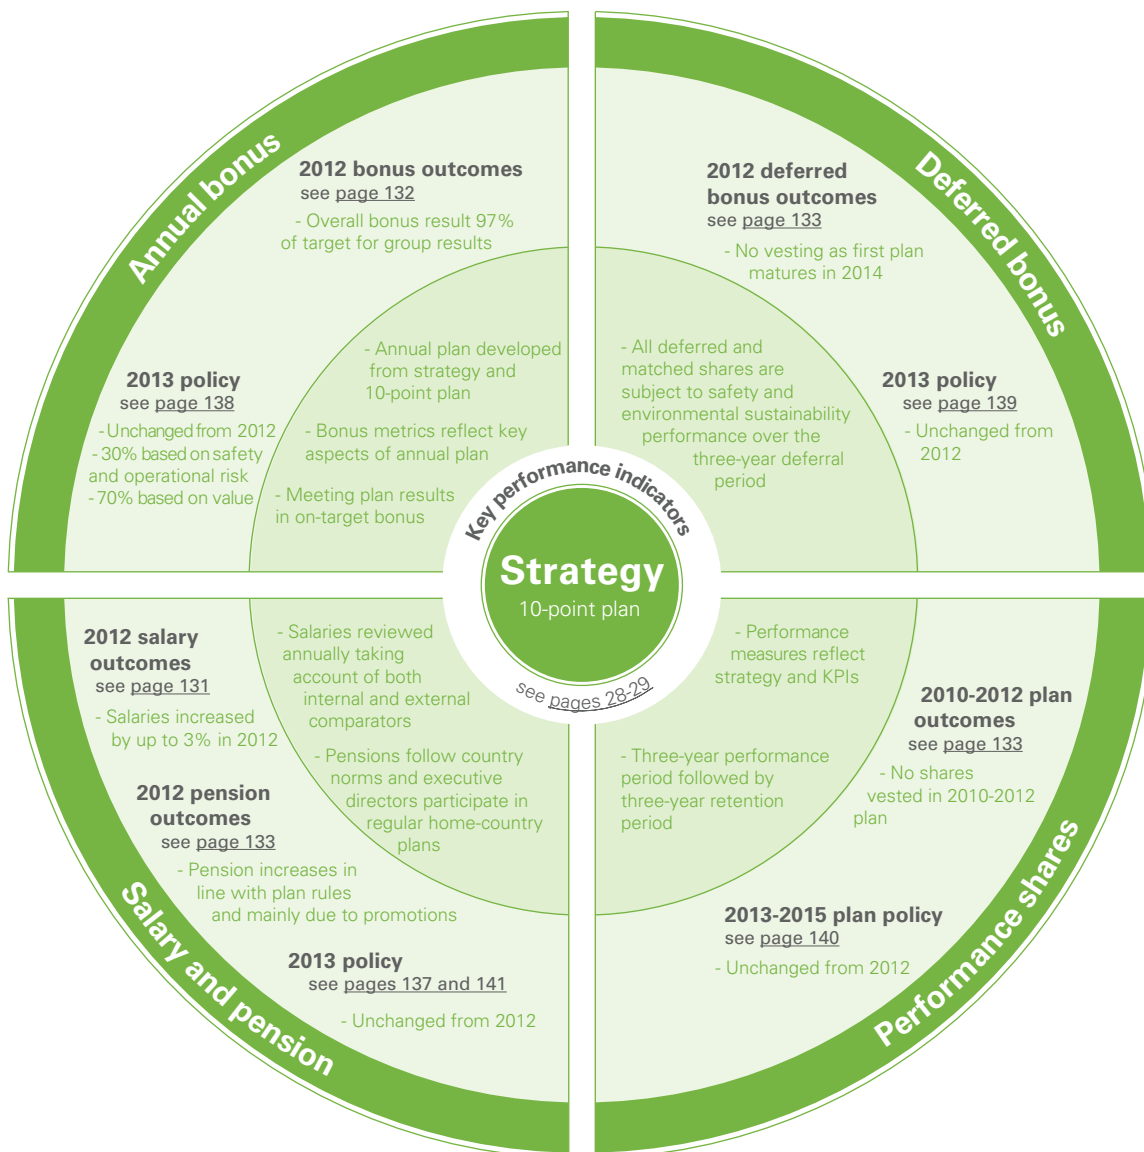 Annual bonus
2012 bonus outcomes
see page 132
- Overall bonus result 97%
of target for group results
2013 policy
see page 138
- Unchanged from 2012
- 30% based on safety
and operational risk
- 70% based on value
- Annual plan developed
from strategy and
10-point plan
- Bonus metrics reflect key
aspects of annual plan
- Meeting plan results
in on-target bonus
Deferred bonus
2012 deferred
bonus outcomes
see page 133
- No vesting as first plan
matures in 2014
2013 policy
see page 139
- Unchanged from
2012
- All deferred and
matched shares are
subject to safety and
environmental sustainability
performance over the
three-year deferral
period
Key performance indicators
Strategy
10-point plan
see pages 28-29
Salary and pension
2012 salary
outcomes
see page 131
- Salaries increased
by up to 3% in 2012
2012 pension
outcomes
see page 133
- Pension increases in
line with plan rules
and mainly due to promotions
2013 policy
see pages 137 and 141
- Unchanged from 2012
- Salaries reviewed
annually taking
account of both
internal and external
comparators
- Pensions follow country
norms and executive
directors participate in
regular home-country
plans
Performance shares
- Performance
measures reflect
strategy and KPIs
- Three-year performance
period followed by
three-year retention
period
2010-2012 plan
outcomes
see page 133
- No shares
vested in 2010-2012
plan
2013-2015 plan policy
see page 140
- Unchanged from 2012